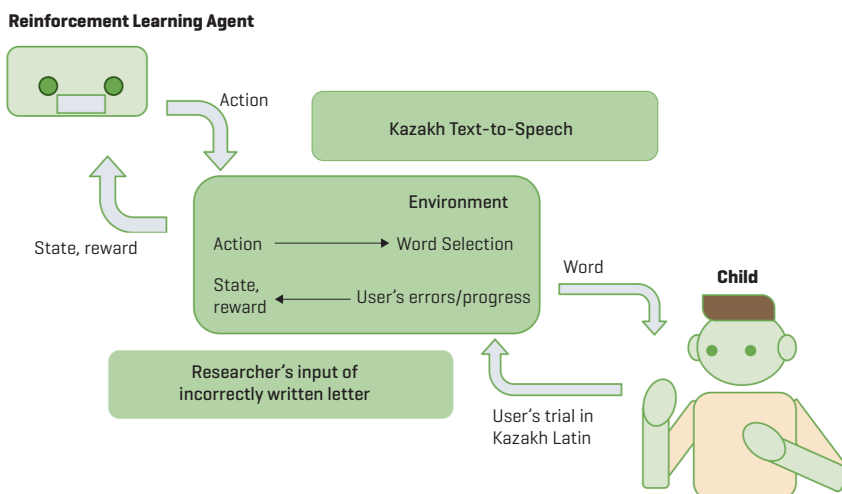 Reinforcement Learning Agent
Action
Kazakh Text-to-Speech
Environment
Action
Word Selection
State, reward
State,
reward
User's errors/progress
Word
Child
Researcher's input of
incorrectly written letter
User's trial in
Kazakh Latin